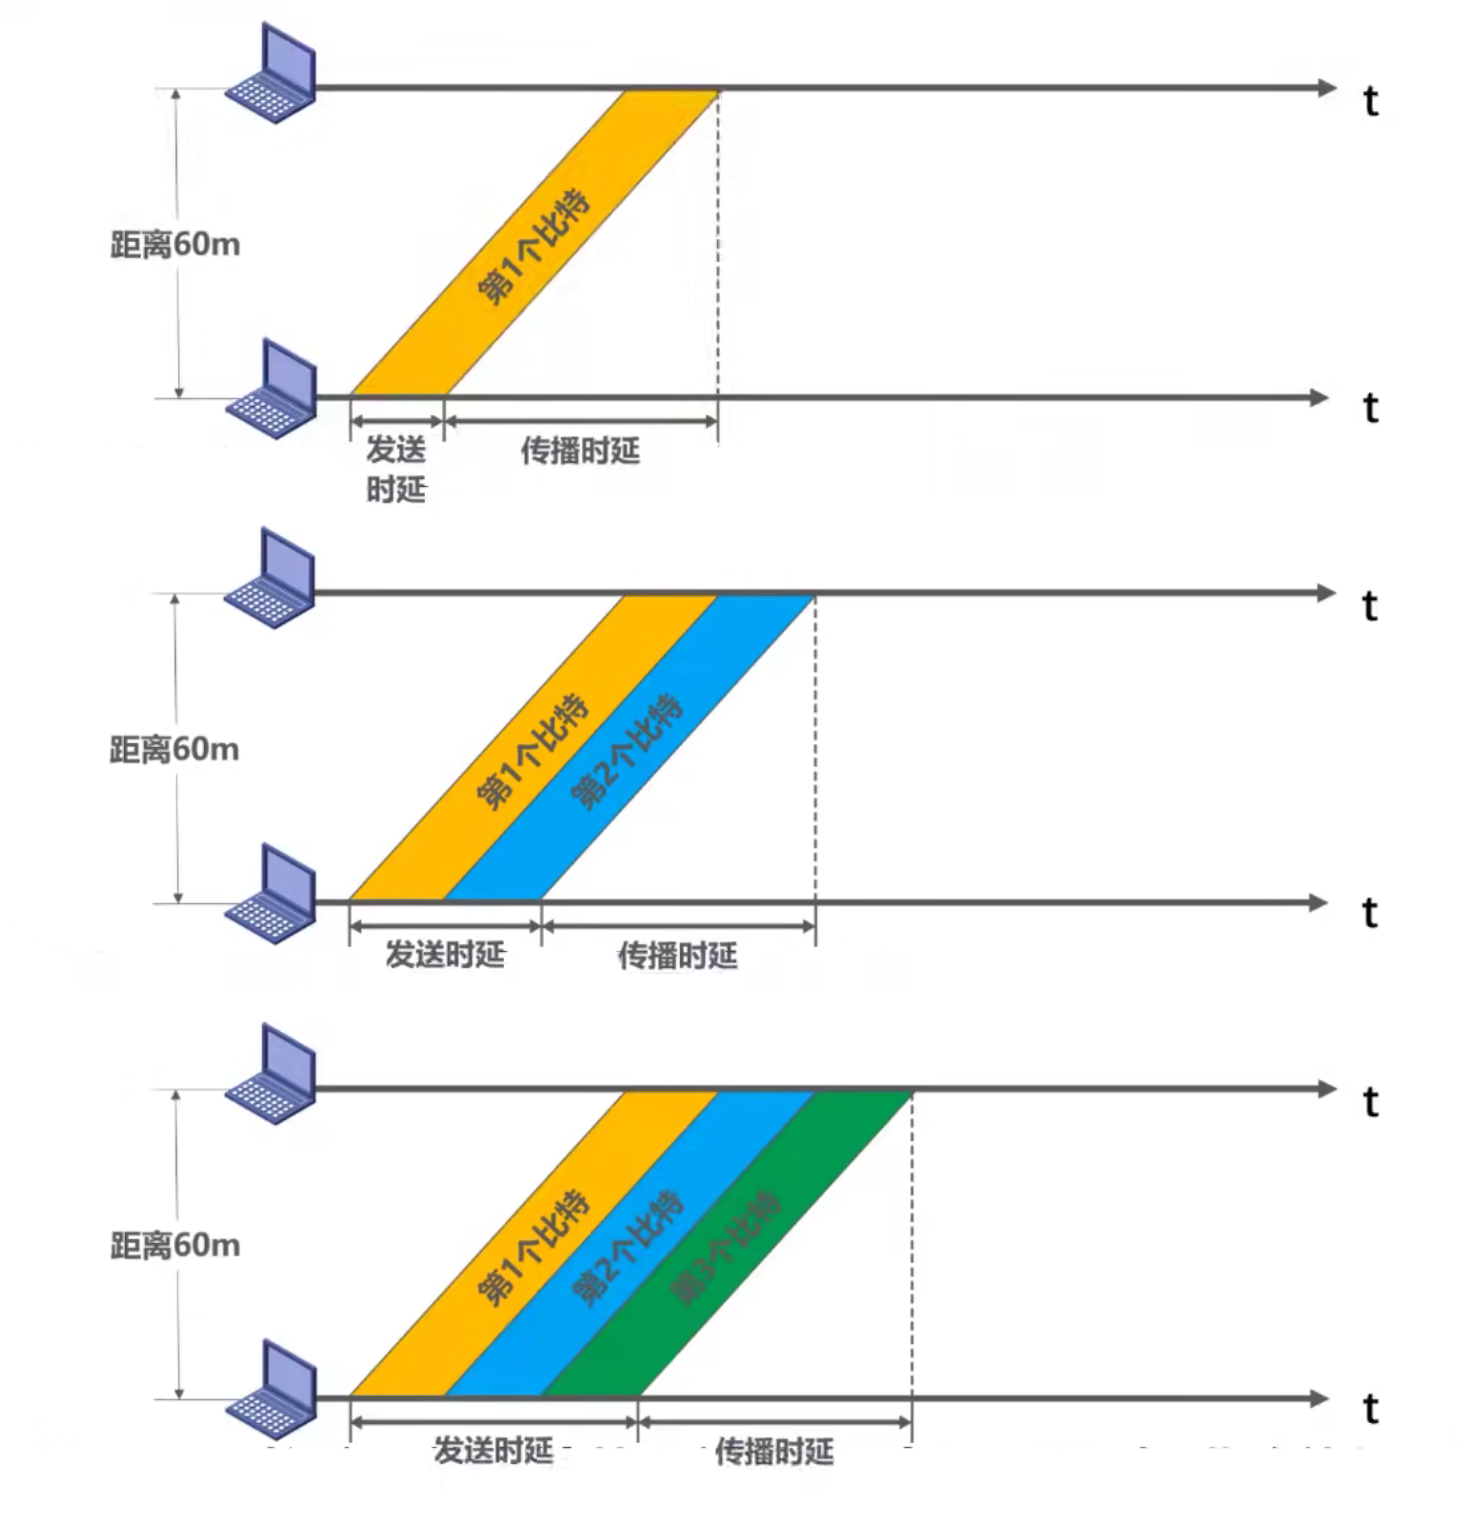 t
距离60m
第1个比特
t
发送
时延
传播时延
t
距离60m
第1个比特
第2个比特
t
发送时延
传播时延
t
距离60m
第1个比特
第2个比特
第3个比特
t
发送时延
传播时延